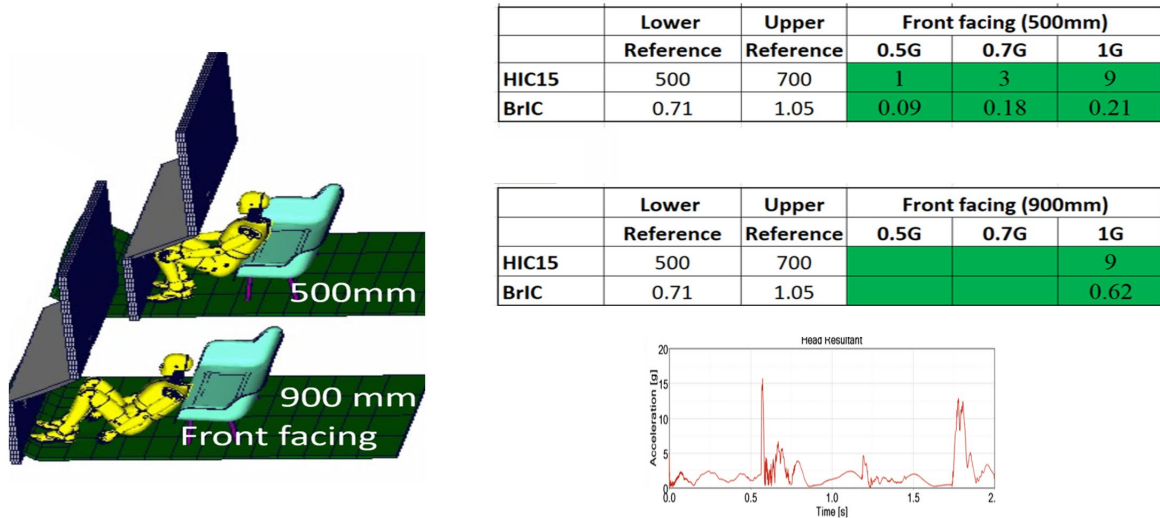 500mm
900 mm
Front facing
Lower Upper Front facing (500mm)
Reference Reference 0.5G 0.7G 1G
HIC15 500 700 1 3 9
BrIC 0.71 1.05 0.09 0.18 0.21
Lower Upper Front facing (900mm)
Reference Reference 0.5G 0.7G 1G
HIC15 500 700 9
BrIC 0.71 1.05 0.62
Head Resultant
Acceleration [g]
20
15
10
5
0
0.0 0.5 1.0 1.5 2.
Time [s]